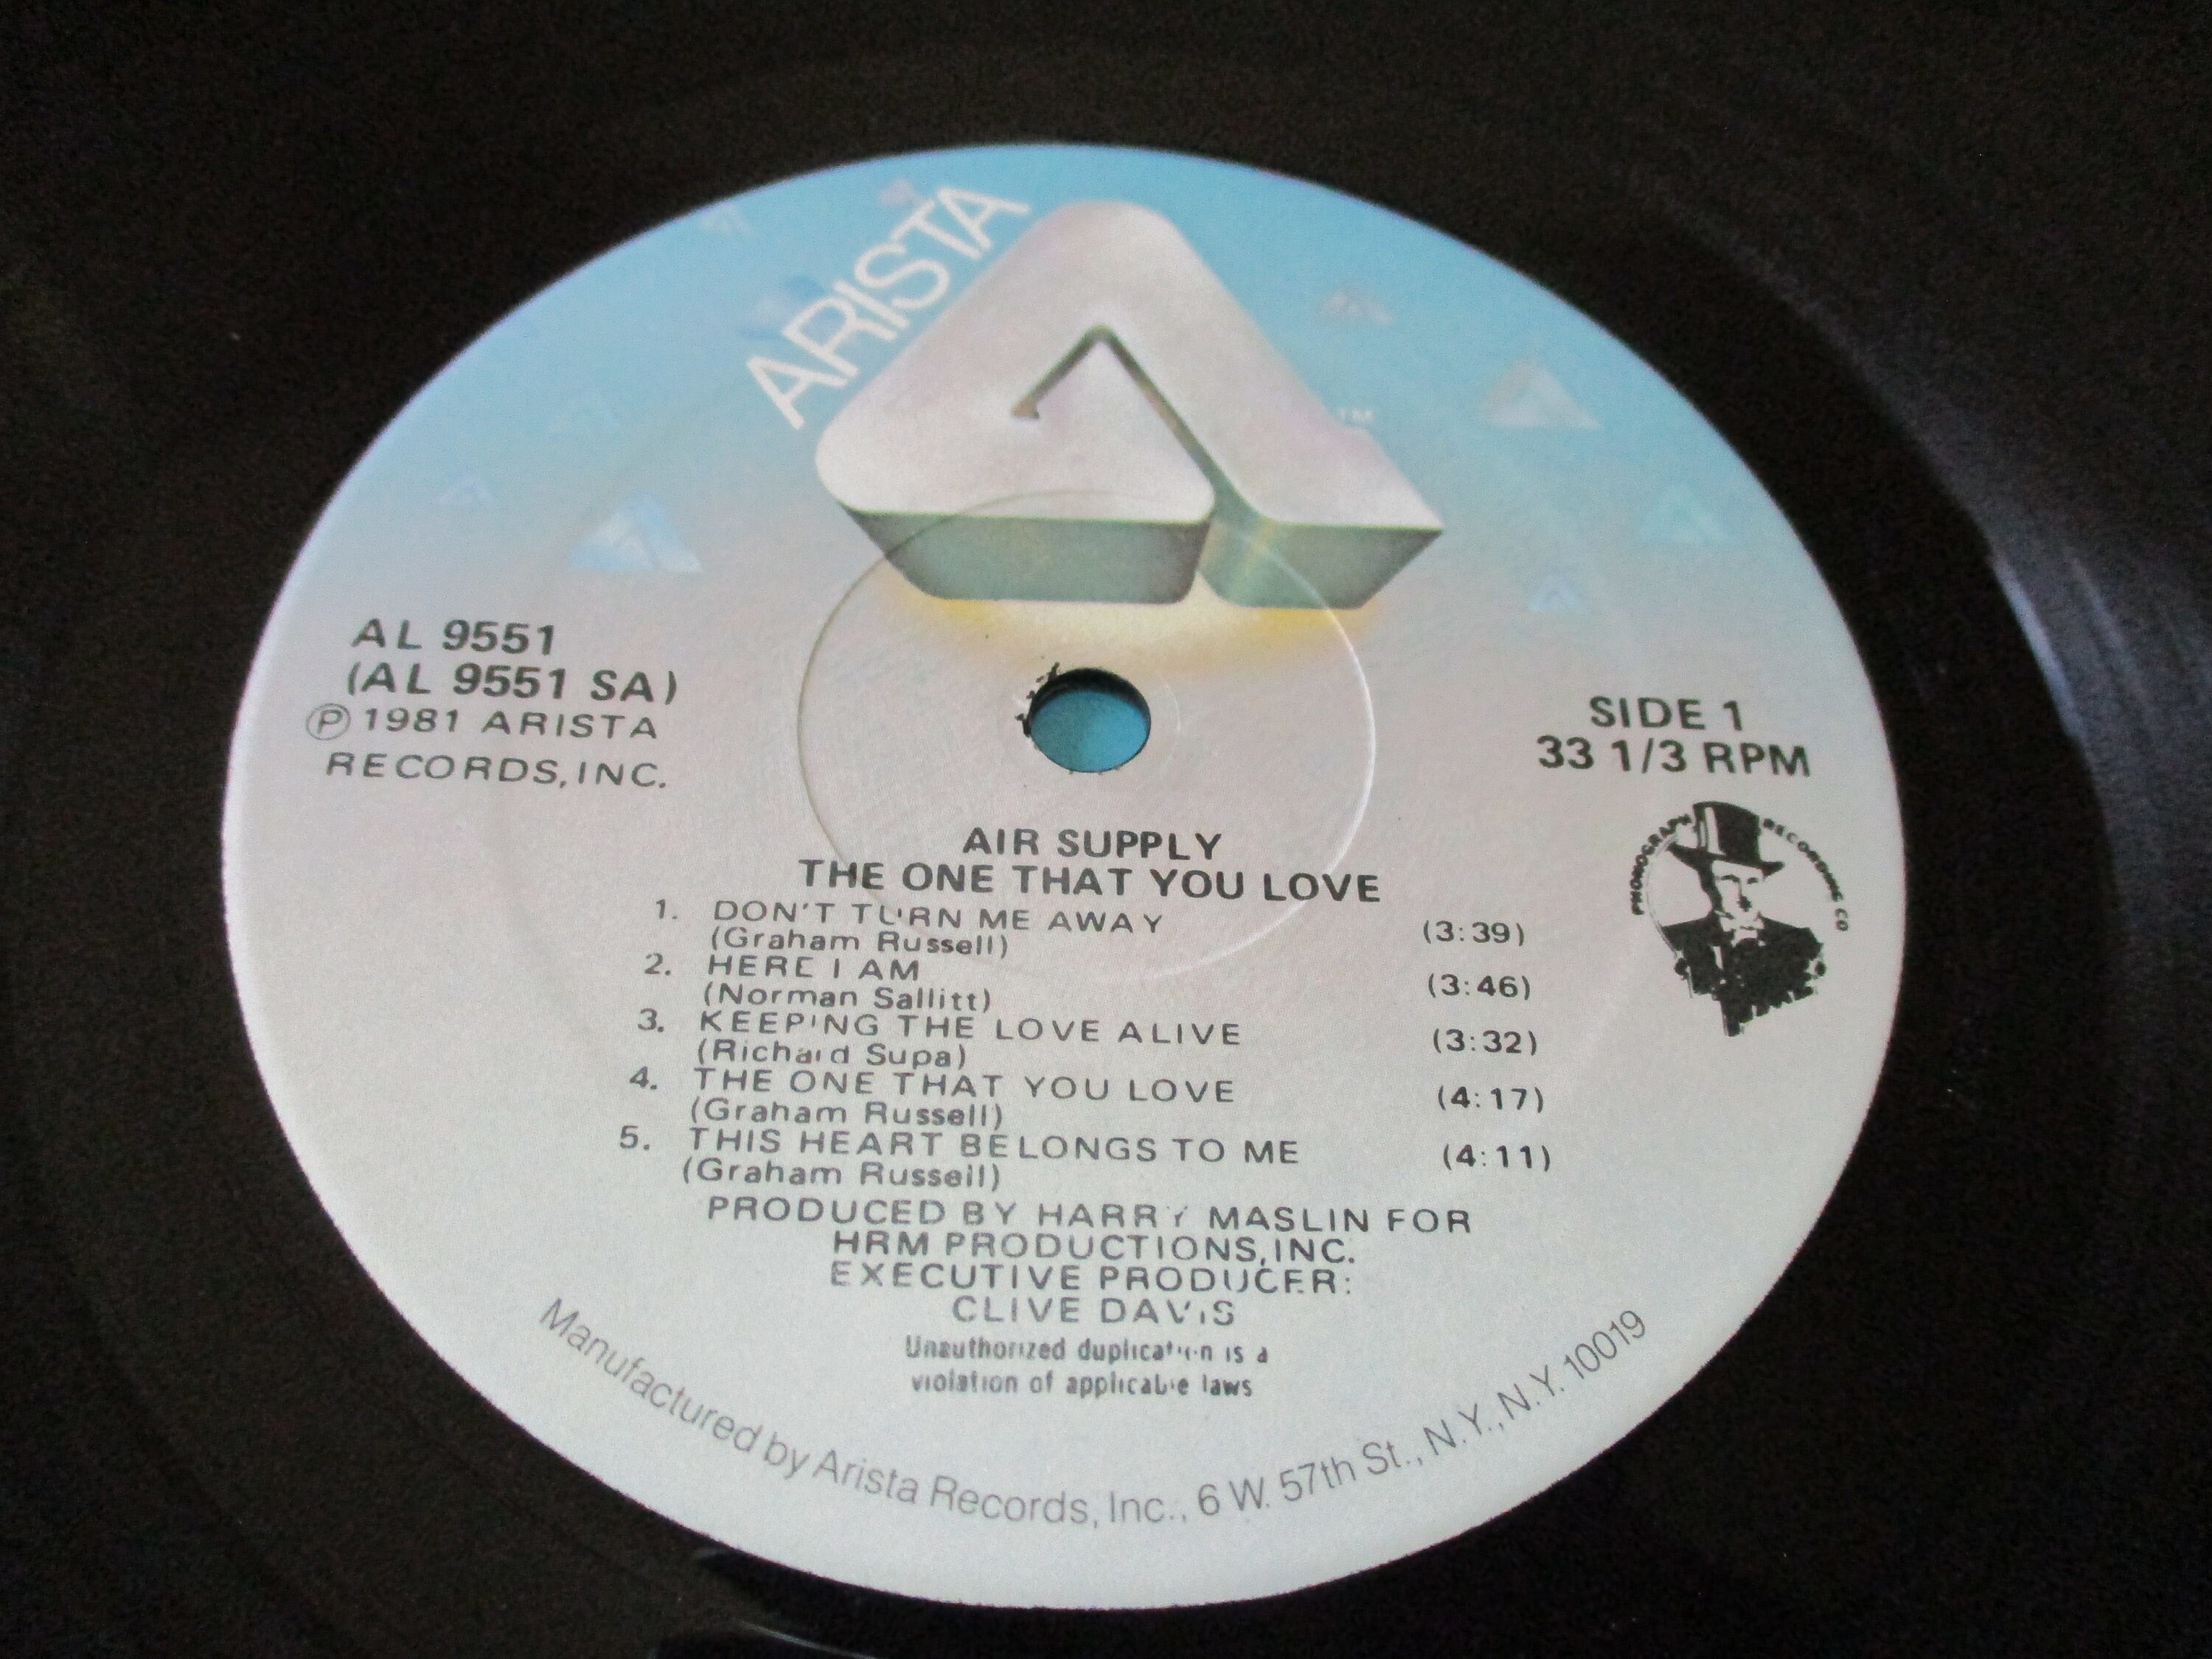 ARISTA
TM
AL 9551
(AL 9551 SA)
Ⓟ 1981 ARISTA
RECORDS, INC.
SIDE 1
33 1/3 RPM
PHONOGRAPH RECORDING CO
AIR SUPPLY
THE ONE THAT YOU LOVE
1. DON'T TURN ME AWAY (3:39)
(Graham Russell)
2. HERE I AM (3:46)
(Norman Sallitt)
3. KEEPING THE LOVE ALIVE (3:32)
(Richard Supa)
4. THE ONE THAT YOU LOVE (4:17)
(Graham Russell)
5. THIS HEART BELONGS TO ME (4:11)
(Graham Russell)
PRODUCED BY HARRY MASLIN FOR
HRM PRODUCTIONS, INC.
EXECUTIVE PRODUCER:
CLIVE DAVIS
Unauthorized duplication is a
violation of applicable laws
Manufactured by Arista Records, Inc., 6 W. 57th St., N.Y., N.Y. 10019